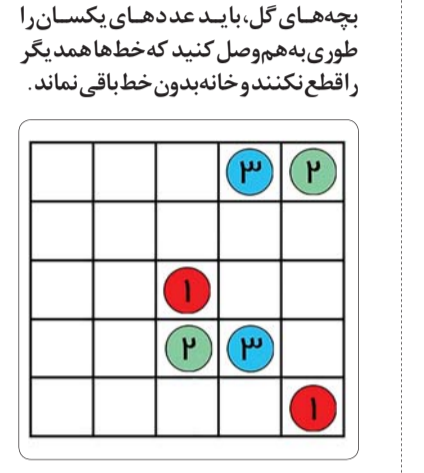 بچه‌های گل، باید عددهای یکسان را
طوری به هم وصل کنید که خط‌ها همدیگر
را قطع نکنند و خانه بدون خط باقی نماند.
۳ ۲
۱
۲ ۳
۱